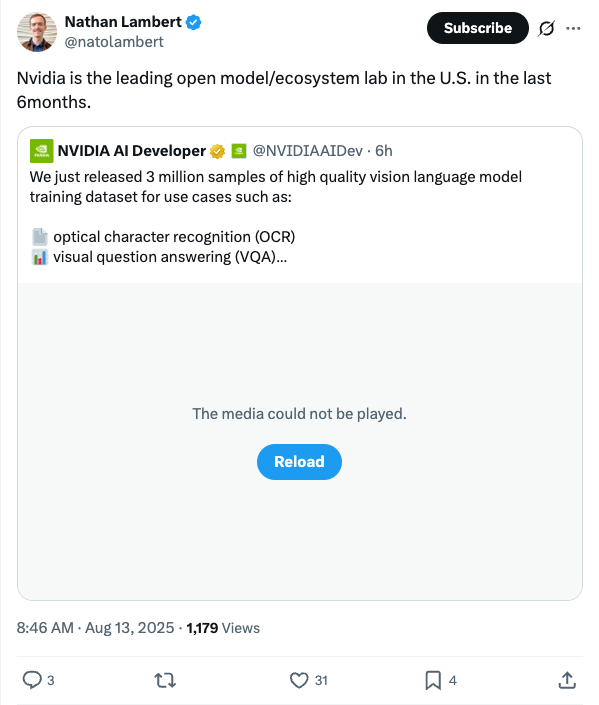 Nathan Lambert
@natolambert
Subscribe
Nvidia is the leading open model/ecosystem lab in the U.S. in the last
6months.
NVIDIA AI Developer @NVIDIAAIDev · 6h
We just released 3 million samples of high quality vision language model
training dataset for use cases such as:
📄 optical character recognition (OCR)
📊 visual question answering (VQA)...
The media could not be played.
Reload
8:46 AM · Aug 13, 2025 · 1,179 Views
3 31 4